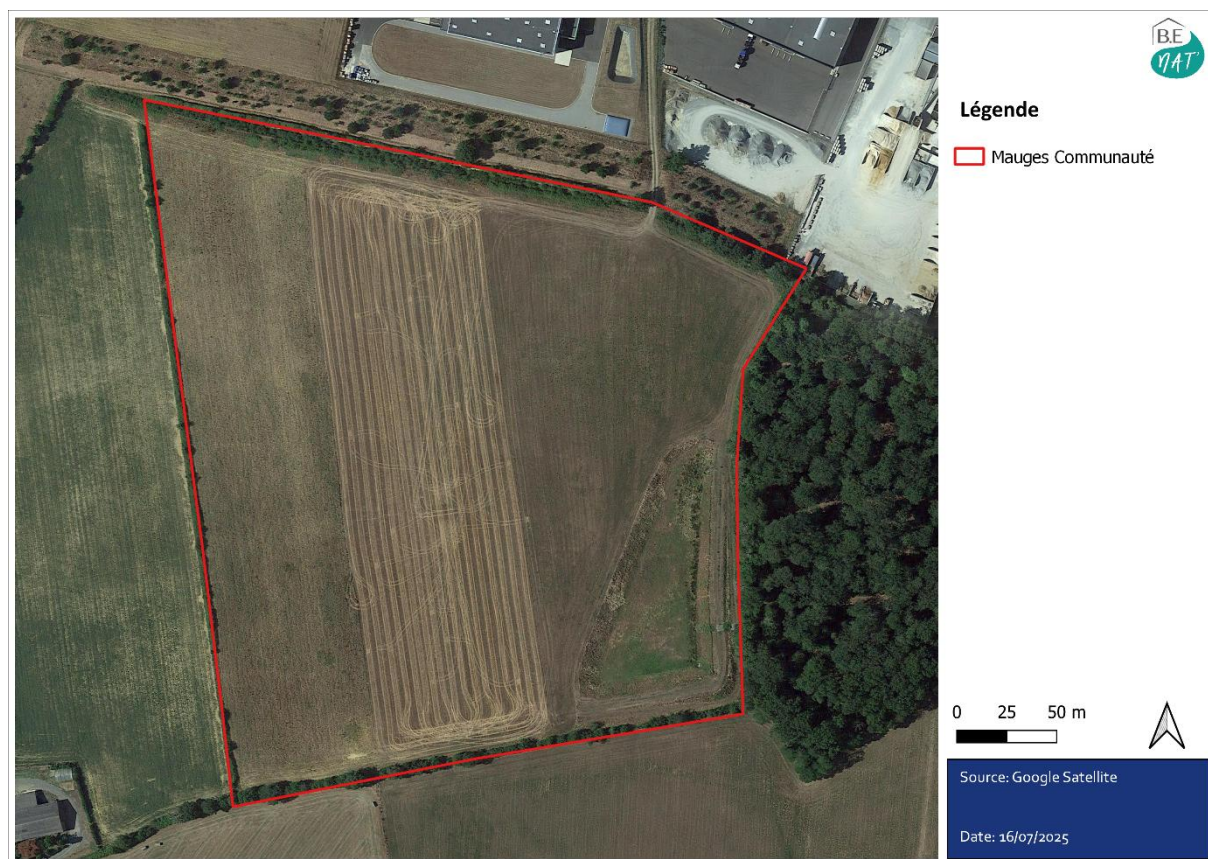 B.E
NAT'
Légende
Mauges Communauté
0 25 50 m
Source: Google Satellite
Date: 16/07/2025